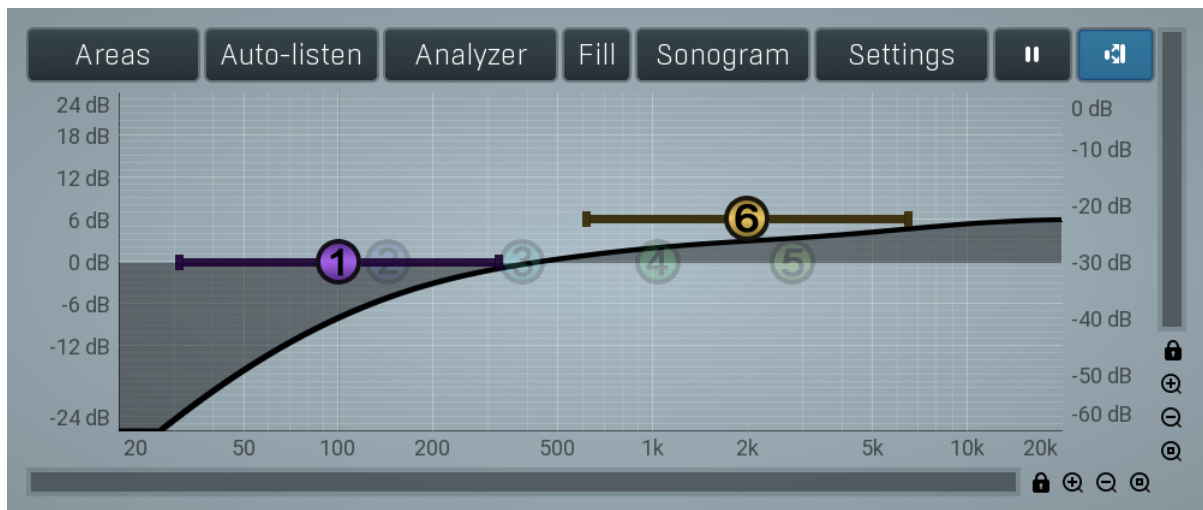 Areas Auto-listen Analyzer Fill Sonogram Settings
24 dB 0 dB
18 dB
-10 dB
12 dB
6 dB 6 -20 dB
0 dB 1 2 3 4 5 -30 dB
-6 dB
-40 dB
-12 dB
-50 dB
-24 dB -60 dB
20 50 100 200 500 1k 2k 5k 10k 20k